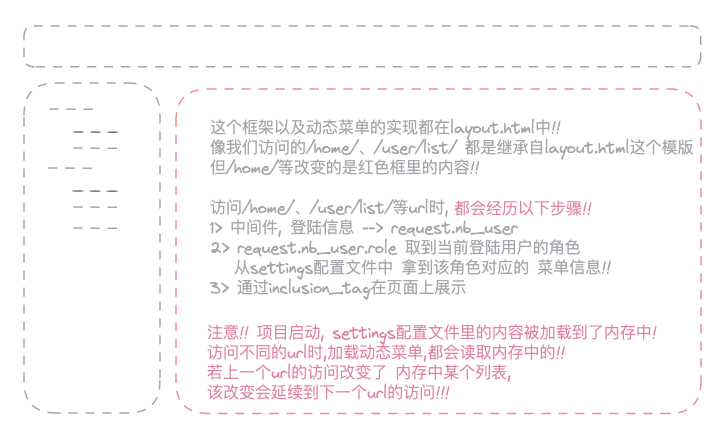 这个框架以及动态菜单的实现都在layout.html中!!
像我们访问的/home/、/user/list/ 都是继承自layout.html这个模版
但/home/等改变的是红色框里的内容!!
访问/home/、/user/list/等url时, 都会经历以下步骤!!
1> 中间件, 登陆信息 --> request.nb_user
2> request.nb_user.role 取到当前登陆用户的角色
从settings配置文件中 拿到该角色对应的 菜单信息!!
3> 通过inclusion_tag在页面上展示
注意!! 项目启动, settings配置文件里的内容被加载到了内存中!
访问不同的url时,加载动态菜单,都会读取内存中的!!
若上一个url的访问改变了 内存中某个列表,
该改变会延续到下一个url的访问!!!